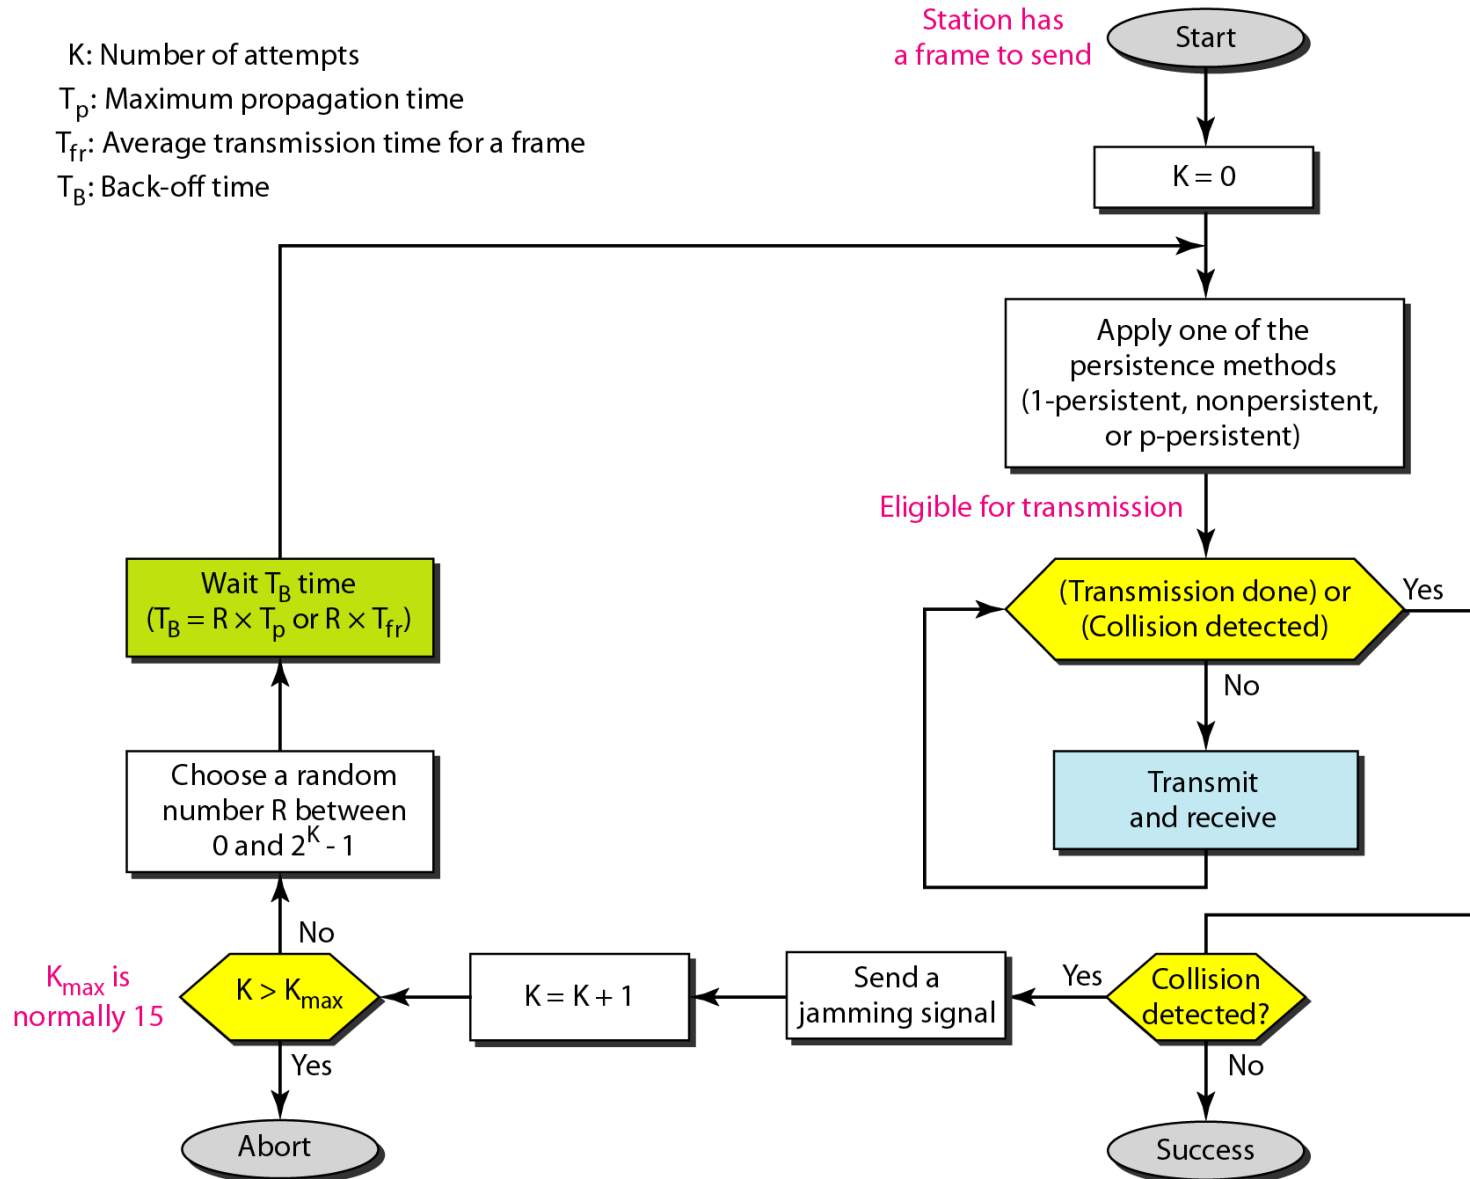 K: Number of attempts
Tp: Maximum propagation time
Tfr: Average transmission time for a frame
TB: Back-off time
Station has
a frame to send
Start
K = 0
Apply one of the
persistence methods
(1-persistent, nonpersistent,
or p-persistent)
Eligible for transmission
(Transmission done) or
(Collision detected)
Yes
No
Transmit
and receive
Collision
detected?
Yes
No
Success
Send a
jamming signal
K = K + 1
K > Kmax
Kmax is
normally 15
Yes
Abort
No
Choose a random
number R between
0 and 2^K - 1
Wait TB time
(TB = R × Tp or R × Tfr)